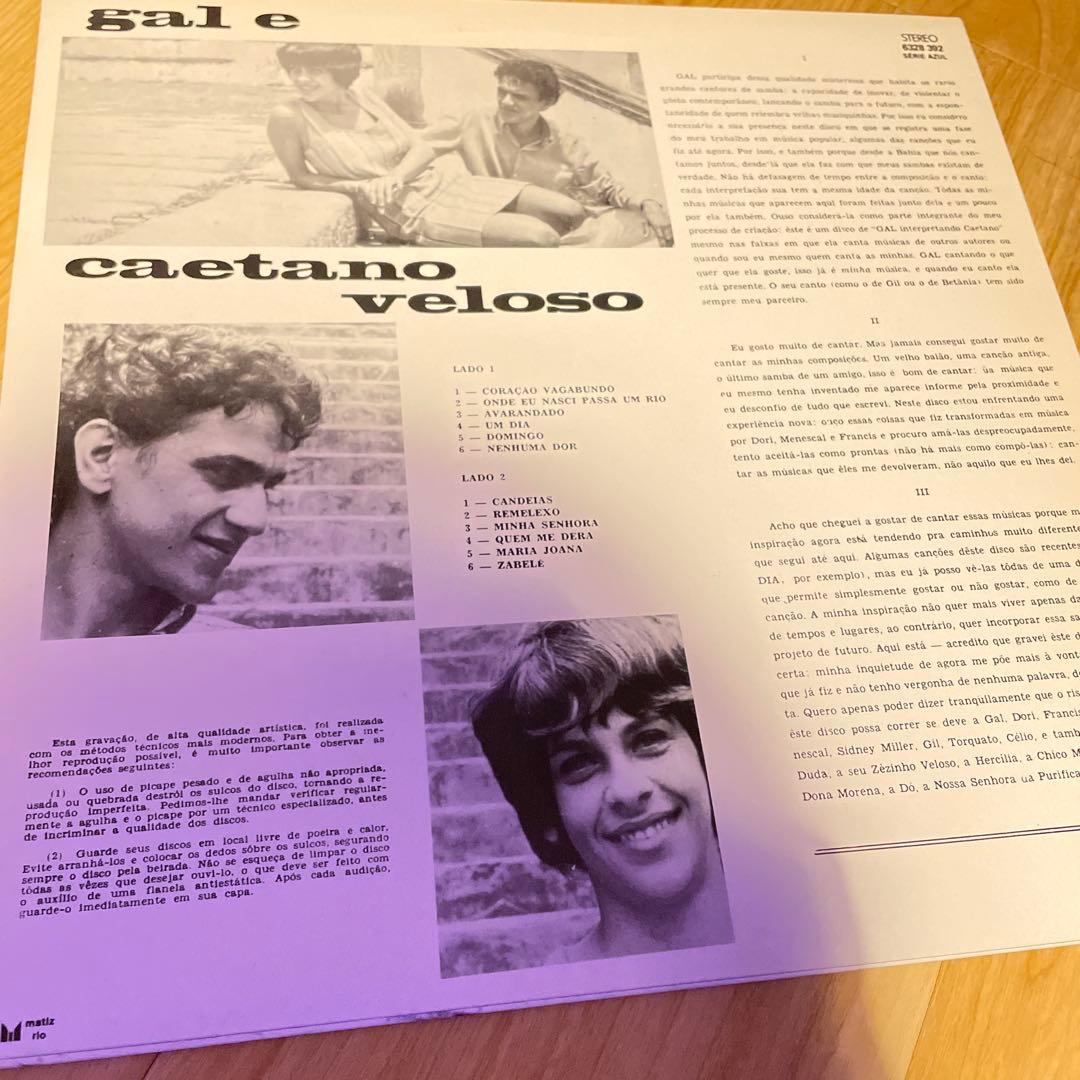 gal e
caetano
veloso
STEREO
6328 392
SÉRIE AZUL
LADO 1
1 — CORAÇÃO VAGABUNDO
2 — ONDE EU NASCI PASSA UM RIO
3 — AVARANDADO
4 — UM DIA
5 — DOMINGO
6 — NENHUMA DOR
LADO 2
1 — CANDEIAS
2 — REMELEXO
3 — MINHA SENHORA
4 — QUEM ME DERA
5 — MARIA JOANA
6 — ZABELÊ
I
GAL participa dessa qualidade misteriosa que habita os raros
grandes cantores de samba: a capacidade de inovar, de violentar o
gôsto contemporâneo, lançando o samba para o futuro, com a espon-
taneidade de quem relembra velhas musiquinhas. Por isso eu considero
necessário a sua presença neste disco em que se registra uma fase
do meu trabalho em música popular, algumas das canções que eu
fiz até agora. Por isso, e também porque desde a Bahia que nós can-
tamos juntos, desde lá que ela faz com que meus sambas existam de
verdade. Não há defasagem de tempo entre a composição e o canto:
cada interpretação sua tem a mesma idade da canção. Tôdas as mi-
nhas músicas que aparecem aqui foram feitas junto dela e um pouco
por ela também. Ouso considerá-la como parte integrante do meu
processo de criação: êste é um disco de "GAL interpretando Caetano"
mesmo nas faixas em que ela canta músicas de outros autores ou
quando sou eu mesmo quem canta as minhas. GAL cantando o que
quer que ela goste, isso já é minha música, e quando eu canto ela
está presente. O seu canto (como o de Gil ou o de Betânia) tem sido
sempre meu parceiro.
II
Eu gosto muito de cantar. Mas jamais consegui gostar muito de
cantar as minhas composições. Um velho baião, uma canção antiga,
o último samba de um amigo, isso é bom de cantar: ũa música que
eu mesmo tenha inventado me aparece informe pela proximidade e
eu desconfio de tudo que escrevi. Neste disco estou enfrentando uma
experiência nova: ouço essas coisas que fiz transformadas em música
por Dori, Menescal e Francis e procuro amá-las despreocupadamente,
tento aceitá-las como prontas (não há mais como compô-las): can-
tar as músicas que êles me devolveram, não aquilo que eu lhes dei.
III
Acho que cheguei a gostar de cantar essas músicas porque m
inspiração agora está tendendo pra caminhos muito diferente
que segui até aqui. Algumas canções dêste disco são recentes
DIA, por exemplo), mas eu já posso vê-las tôdas de uma d
que permite simplesmente gostar ou não gostar, como de
canção. A minha inspiração não quer mais viver apenas da
de tempos e lugares, ao contrário, quer incorporar essa sa
projeto de futuro. Aqui está — acredito que gravei êste d
certa: minha inquietude de agora me põe mais à vont
que já fiz e não tenho vergonha de nenhuma palavra, de
ta. Quero apenas poder dizer tranqüilamente que o ris
êste disco possa correr se deve a Gal, Dori, Francis
nescal, Sidney Miller, Gil, Torquato, Célio, e tamb
Duda, a seu Zèzinho Veloso, a Hercília, a Chico M
Dona Morena, a Dò, a Nossa Senhora da Purifica
Esta gravação, de alta qualidade artística, foi realizada
com os métodos técnicos mais modernos. Para obter a me-
lhor reprodução possível, é muito importante observar as
recomendações seguintes:
(1) O uso de picape pesado e de agulha não apropriada,
usada ou quebrada destrói os sulcos do disco, tornando a re-
produção imperfeita. Pedimos-lhe mandar verificar regular-
mente a agulha e o picape por um técnico especializado, antes
de incriminar a qualidade dos discos.
(2) Guarde seus discos em local livre de poeira e calor.
Evite arranhá-los e colocar os dedos sôbre os sulcos, segurando
sempre o disco pela beirada. Não se esqueça de limpar o disco
tôdas as vêzes que desejar ouvi-lo, o que deve ser feito com
o auxílio de uma flanela antiestática. Após cada audição,
guarde-o imediatamente em sua capa.
matiz
rio